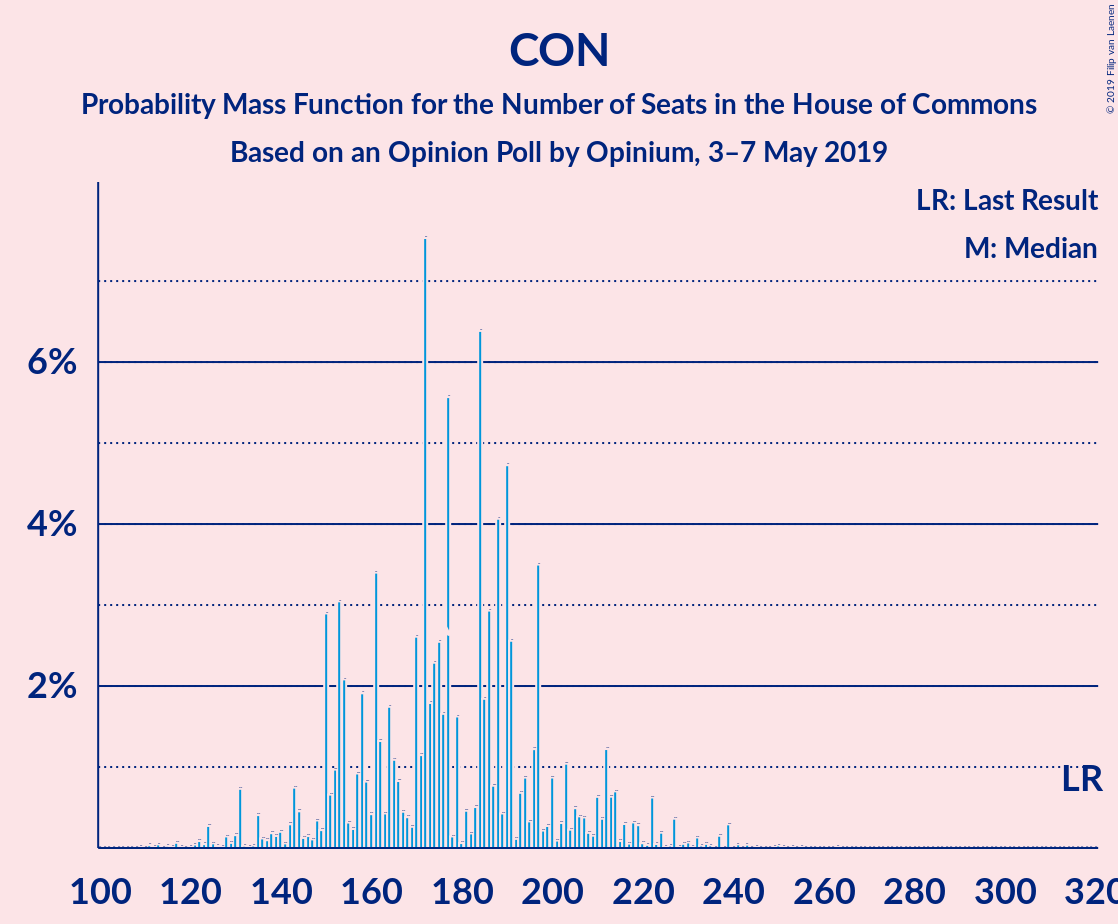 CON
Probability Mass Function for the Number of Seats in the House of Commons
Based on an Opinion Poll by Opinium, 3–7 May 2019
© 2019 Filip van Laenen
LR: Last Result
M: Median
6%
4%
2%
LR
100 120 140 160 180 200 220 240 260 280 300 320